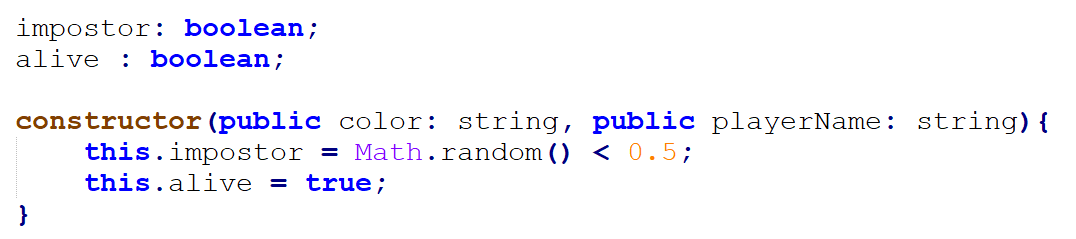 impostor: boolean;
alive : boolean;

constructor(public color: string, public playerName: string){
    this.impostor = Math.random() < 0.5;
    this.alive = true;
}